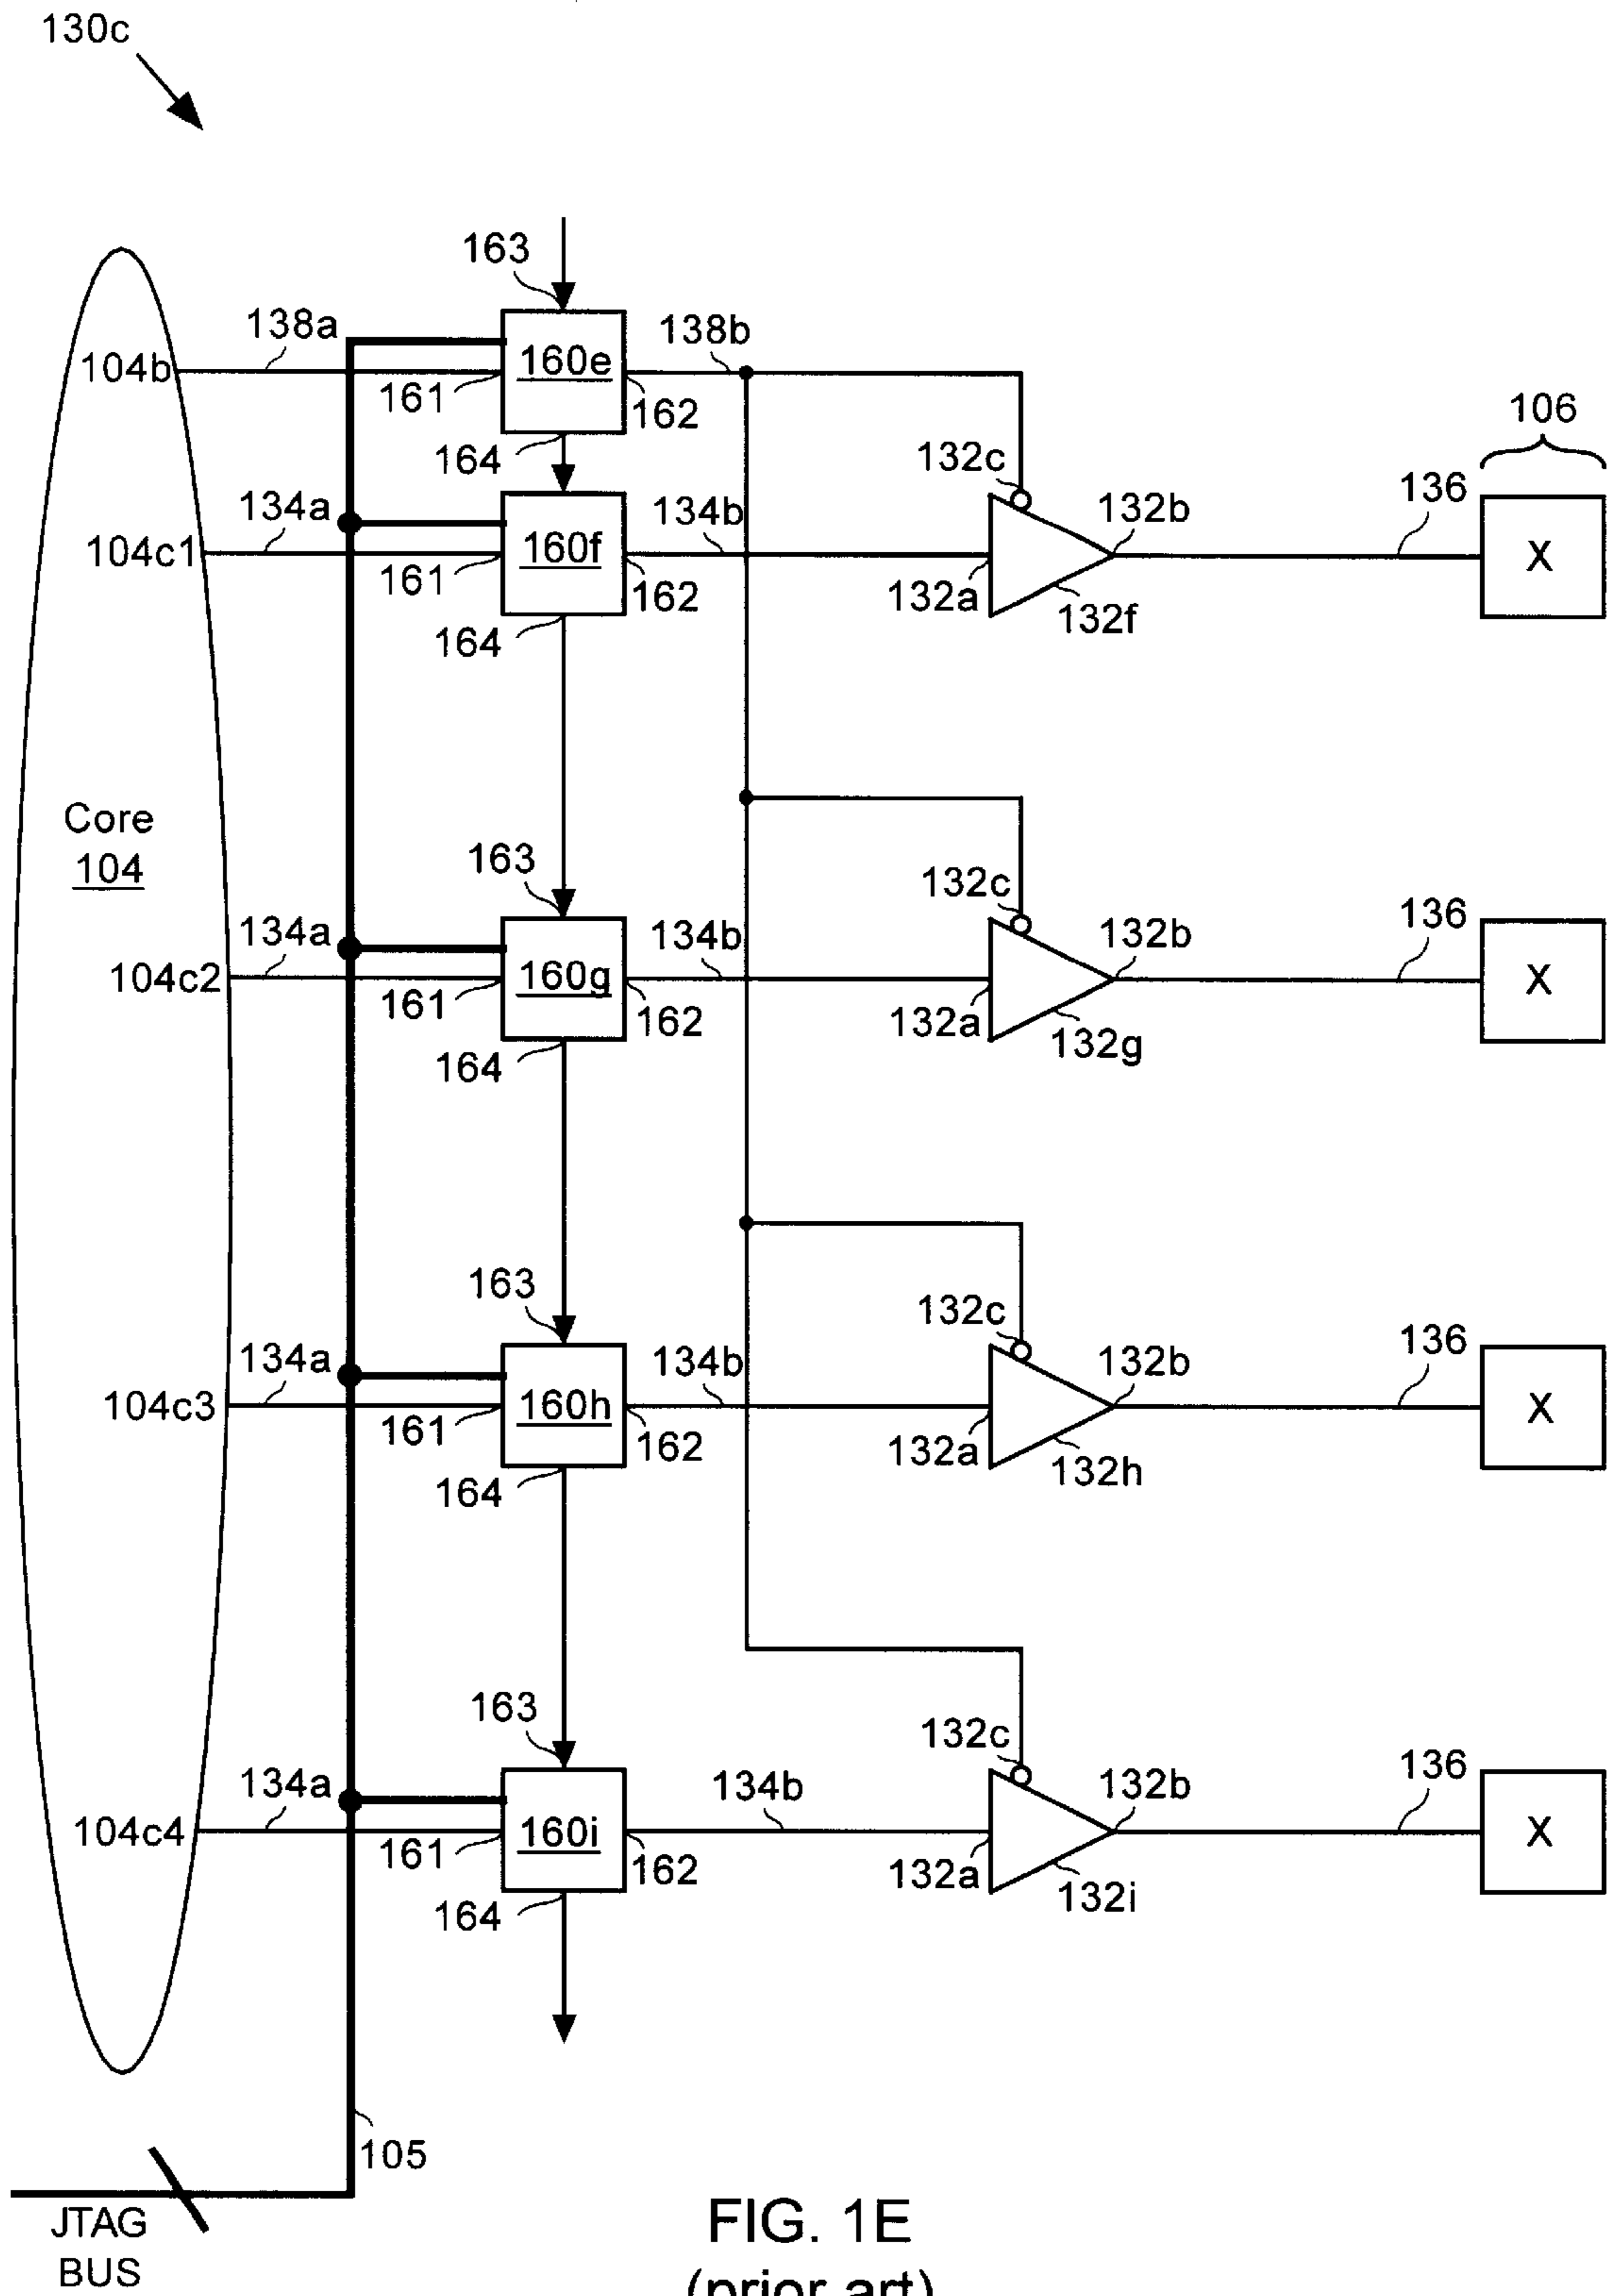 130c
163
138a
138b
104b
160e
161
162
106
164
132c
134a
134b
132b
136
104c1
160f
X
161
162
132a
132f
164
Core
104
163
132c
134a
134b
132b
136
104c2
160g
X
161
162
132a
132g
164
163
132c
134a
134b
132b
136
104c3
160h
X
161
162
132a
132h
164
163
132c
134a
134b
132b
136
104c4
160i
X
161
162
132a
132i
164
105
JTAG
BUS
FIG. 1E
(prior art)